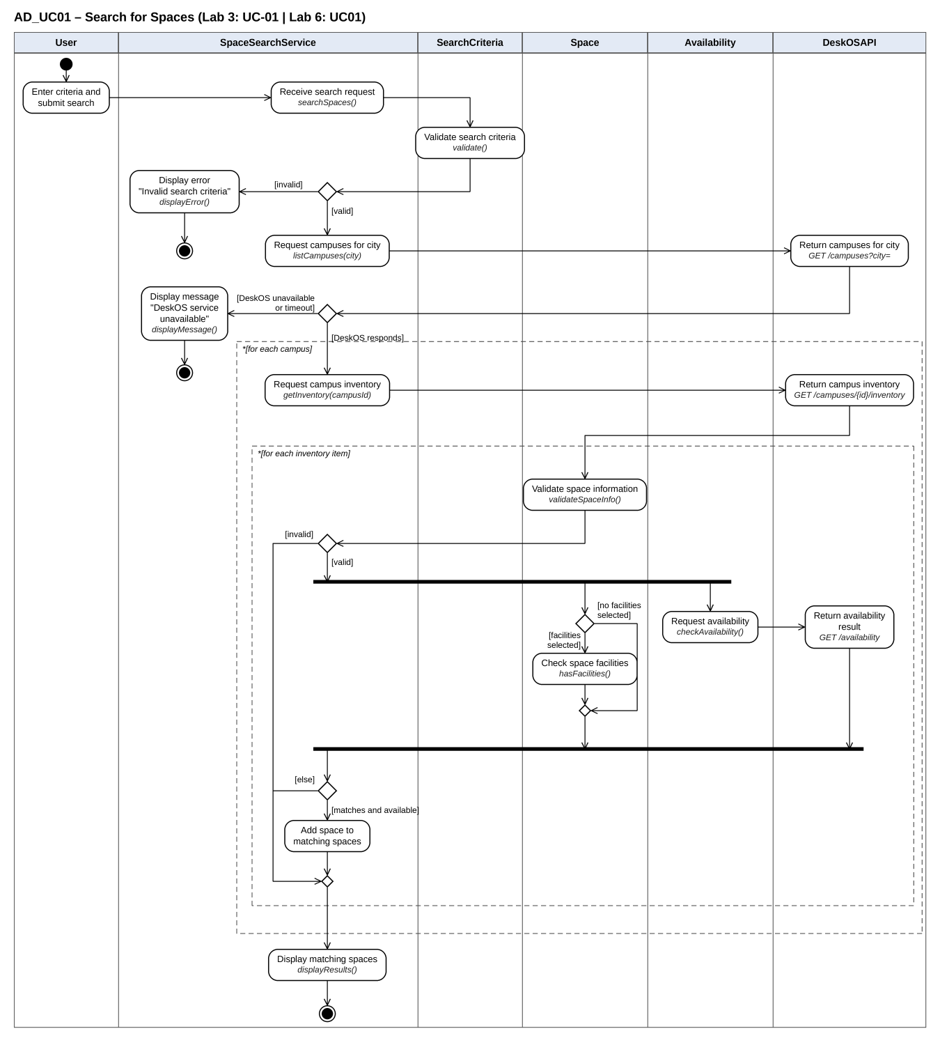 AD_UC01 – Search for Spaces (Lab 3: UC-01 | Lab 6: UC01)
User
SpaceSearchService
SearchCriteria
Space
Availability
DeskOSAPI
Enter criteria and
submit search
Receive search request
searchSpaces()
Validate search criteria
validate()
Display error
"Invalid search criteria"
displayError()
[invalid]
[valid]
Request campuses for city
listCampuses(city)
Return campuses for city
GET /campuses?city=
Display message
"DeskOS service
unavailable"
displayMessage()
[DeskOS unavailable
or timeout]
[DeskOS responds]
*[for each campus]
Request campus inventory
getInventory(campusId)
Return campus inventory
GET /campuses/{id}/inventory
*[for each inventory item]
Validate space information
validateSpaceInfo()
[invalid]
[valid]
[no facilities
selected]
[facilities
selected]
Check space facilities
hasFacilities()
Request availability
checkAvailability()
Return availability
result
GET /availability
[else]
[matches and available]
Add space to
matching spaces
Display matching spaces
displayResults()